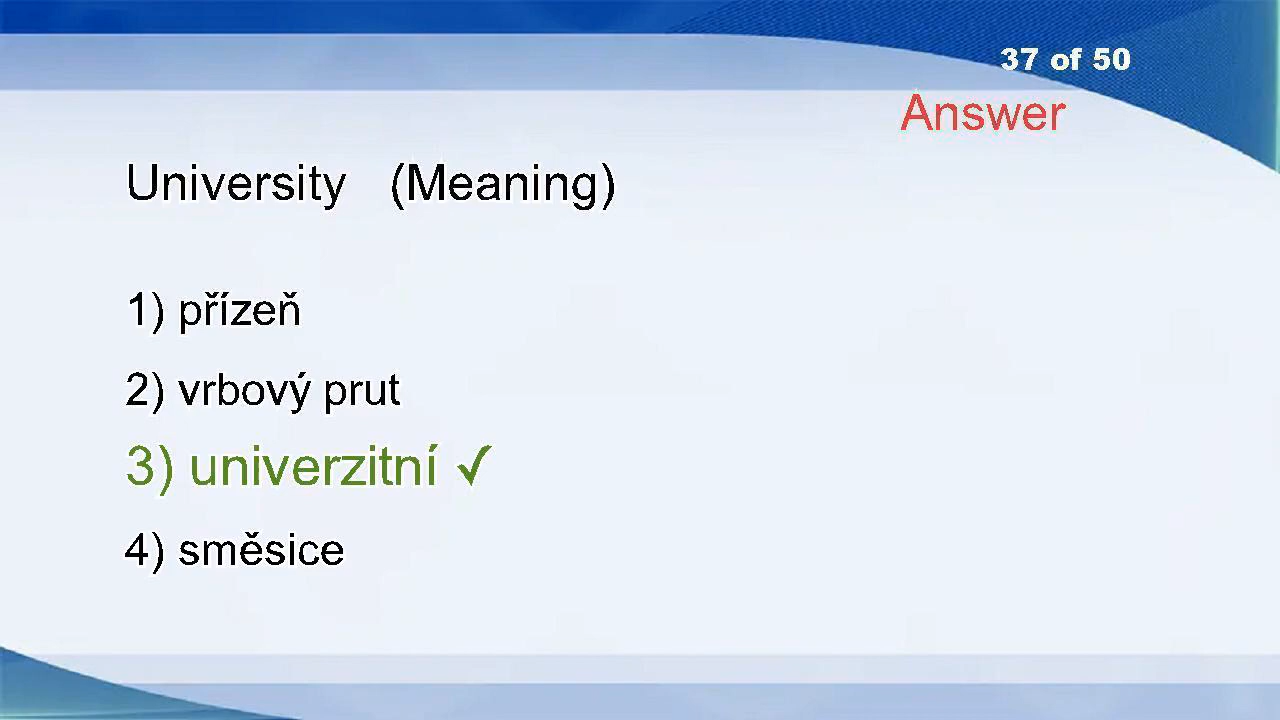 37 of 50
Answer
University (Meaning)
1) přízeň
2) vrbový prut
3) univerzitní ✓
4) směsice